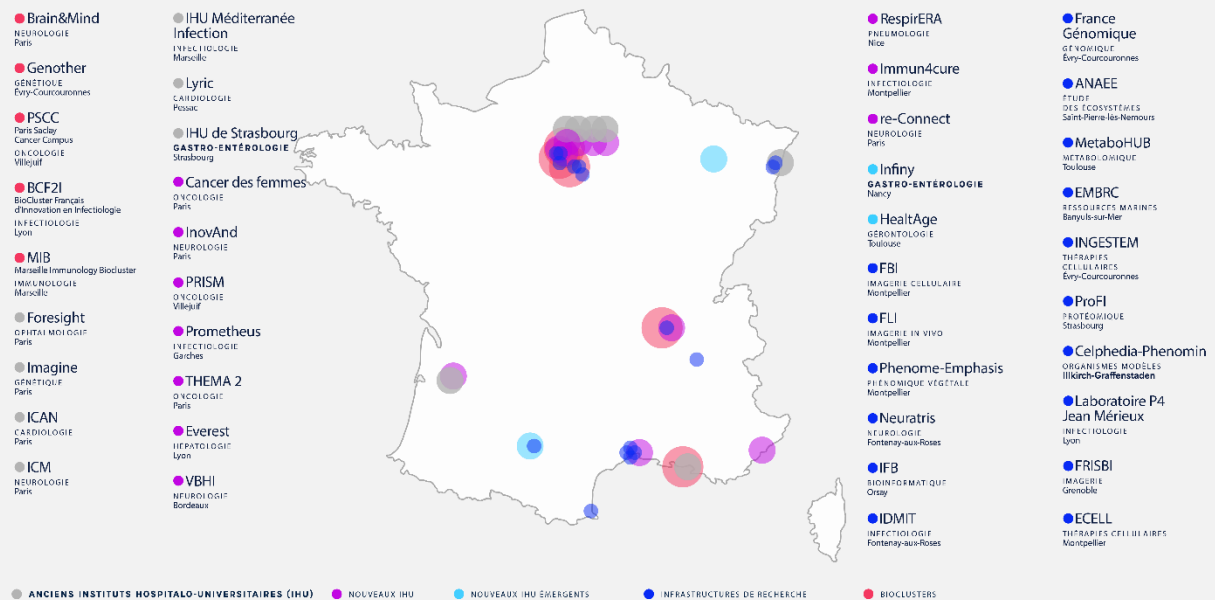 Brain&Mind
NEUROLOGIE
Paris
Genother
GÉNÉTIQUE
Évry-Courcouronnes
PSCC
Paris Saclay
Cancer Campus
ONCOLOGIE
Villejuif
BCF2I
BioCluster Français
d'Innovation en Infectiologie
INFECTIOLOGIE
Lyon
MIB
Marseille Immunology Biocluster
IMMUNOLOGIE
Marseille
Foresight
OPHTALMOLOGIE
Paris
Imagine
GÉNÉTIQUE
Paris
ICAN
CARDIOLOGIE
Paris
ICM
NEUROLOGIE
Paris
IHU Méditerranée
Infection
INFECTIOLOGIE
Marseille
Lyric
CARDIOLOGIE
Pessac
IHU de Strasbourg
GASTRO-ENTÉROLOGIE
Strasbourg
Cancer des femmes
ONCOLOGIE
Paris
InovAnd
NEUROLOGIE
Paris
PRISM
ONCOLOGIE
Villejuif
Prometheus
INFECTIOLOGIE
Garches
THEMA 2
ONCOLOGIE
Paris
Everest
HÉPATOLOGIE
Lyon
VBHI
NEUROLOGIE
Bordeaux
RespirERA
PNEUMOLOGIE
Nice
Immun4cure
INFECTIOLOGIE
Montpellier
re-Connect
NEUROLOGIE
Paris
Infiny
GASTRO-ENTÉROLOGIE
Nancy
HealtAge
GÉRONTOLOGIE
Toulouse
FBI
IMAGERIE CELLULAIRE
Montpellier
FLI
IMAGERIE IN VIVO
Montpellier
Phenome-Emphasis
PHÉNOMIQUE VÉGÉTALE
Montpellier
Neuratris
NEUROLOGIE
Fontenay-aux-Roses
IFB
BIOINFORMATIQUE
Orsay
IDMIT
INFECTIOLOGIE
Fontenay-aux-Roses
France
Génomique
GÉNOMIQUE
Évry-Courcouronnes
ANAEE
ÉTUDE
DES ÉCOSYSTÈMES
Saint-Pierre-lès-Nemours
MetaboHUB
MÉTABOLOMIQUE
Toulouse
EMBRC
RESSOURCES MARINES
Banyuls-sur-Mer
INGESTEM
THÉRAPIES
CELLULAIRES
Évry-Courcouronnes
ProFI
PROTÉOMIQUE
Strasbourg
Celphedia-Phenomin
ORGANISMES MODÈLES
Illkirch-Graffenstaden
Laboratoire P4
Jean Mérieux
INFECTIOLOGIE
Lyon
FRISBI
IMAGERIE
Grenoble
ECELL
THÉRAPIES CELLULAIRES
Montpellier
ANCIENS INSTITUTS HOSPITALO-UNIVERSITAIRES (IHU)
NOUVEAUX IHU
NOUVEAUX IHU ÉMERGENTS
INFRASTRUCTURES DE RECHERCHE
BIOCLUSTERS